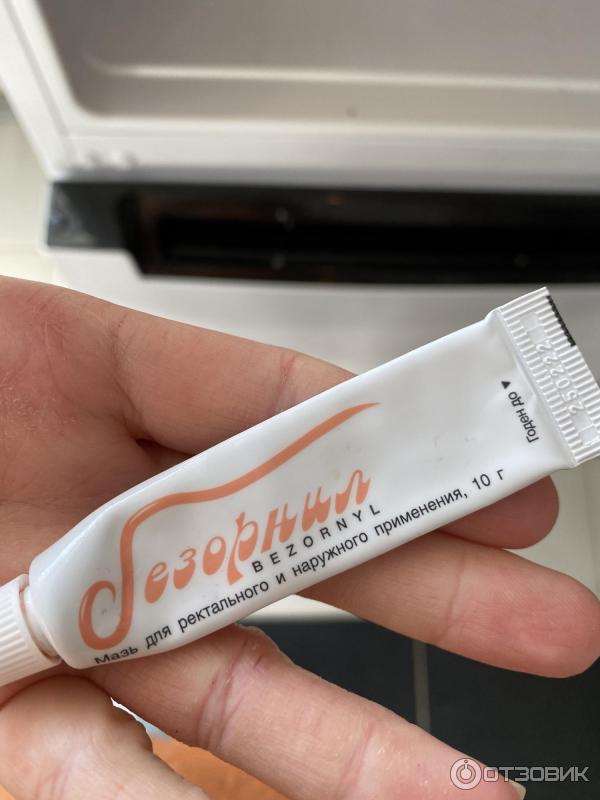 Безорнил
BEZORNYL
Мазь для ректального и наружного применения, 10 г
Годен до ▲
250222
ОТЗОВИК